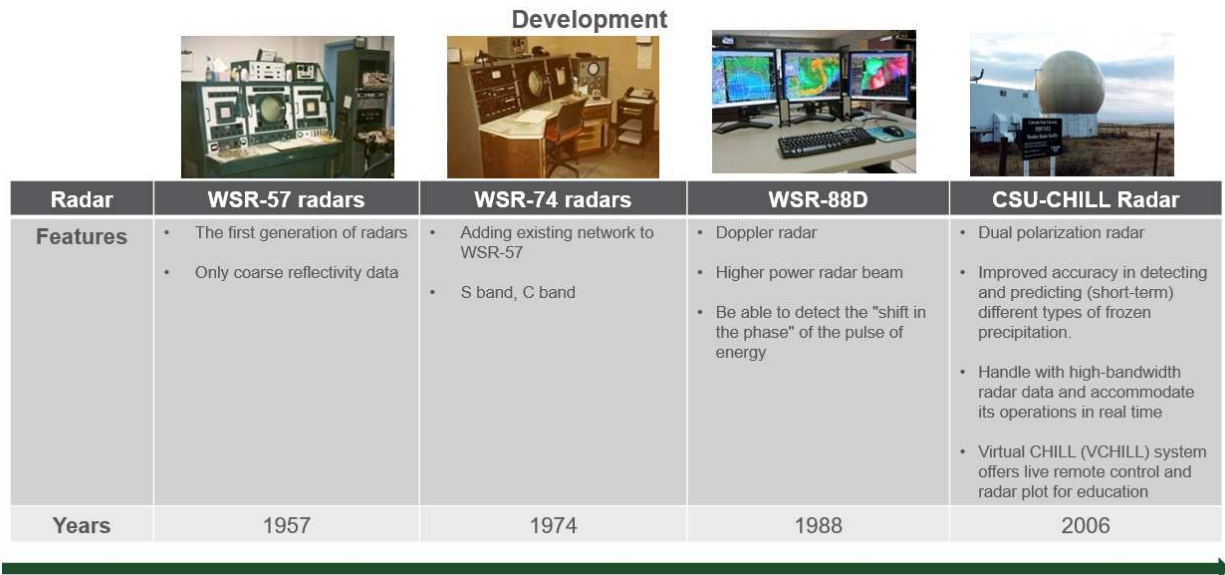 Development
Radar
WSR-57 radars
WSR-74 radars
WSR-88D
CSU-CHILL Radar
Features
• The first generation of radars
• Only coarse reflectivity data
• Adding existing network to
WSR-57
• S band, C band
• Doppler radar
• Higher power radar beam
• Be able to detect the "shift in
the phase" of the pulse of
energy
• Dual polarization radar
• Improved accuracy in detecting
and predicting (short-term)
different types of frozen
precipitation.
• Handle with high-bandwidth
radar data and accommodate
its operations in real time
• Virtual CHILL (VCHILL) system
offers live remote control and
radar plot for education
Years
1957
1974
1988
2006